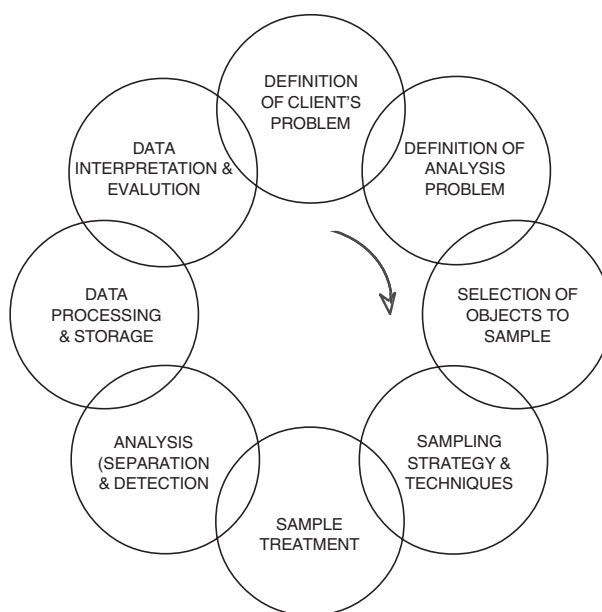 DEFINITION
OF CLIENT'S
PROBLEM
DEFINITION OF
ANALYSIS
PROBLEM
SELECTION OF
OBJECTS TO
SAMPLE
SAMPLING
STRATEGY &
TECHNIQUES
SAMPLE
TREATMENT
ANALYSIS
(SEPARATION
& DETECTION
DATA
PROCESSING
& STORAGE
DATA
INTERPRETATION &
EVALUTION